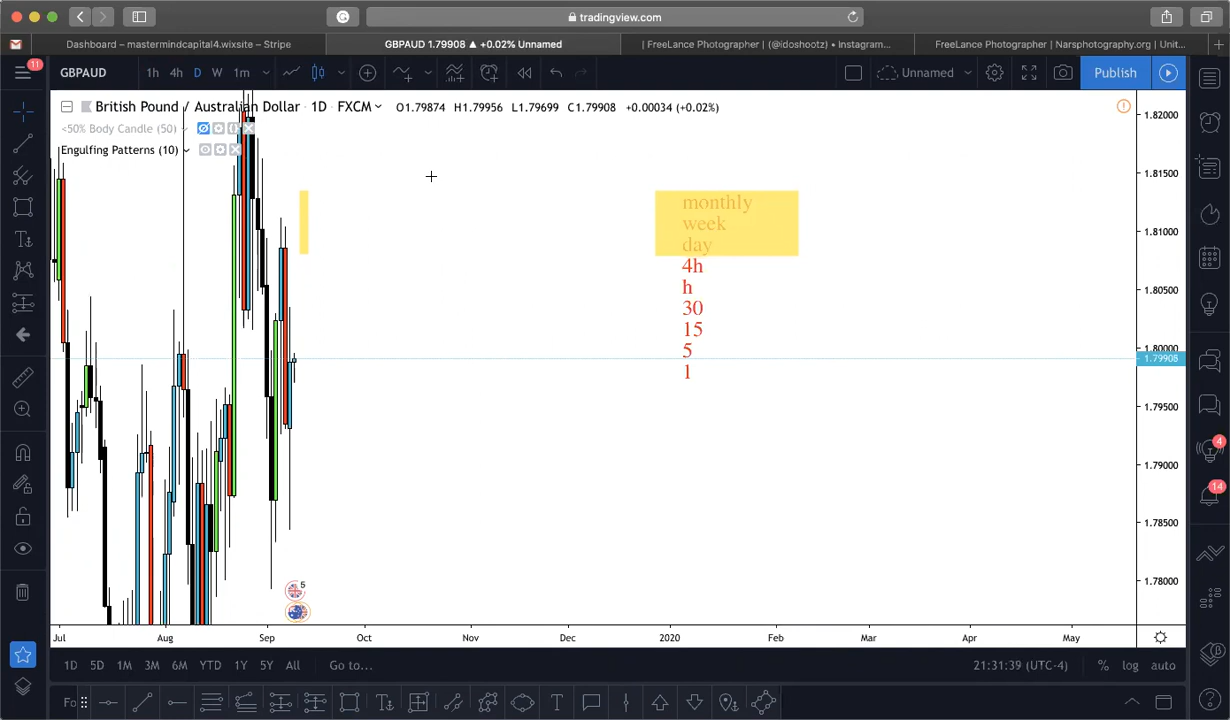 tradingview.com
Dashboard – mastermindcapital4.wixsite – Stripe
GBPAUD 1.79908 ▲ +0.02% Unnamed
| FreeLance Photographer | (@idoshootz) • Instagram...
FreeLance Photographer | Narsphotography.org | Unit...
11
GBPAUD
1h 4h D W 1m
Unnamed
Publish
British Pound / Australian Dollar · 1D · FXCM
O1.79874 H1.79956 L1.79699 C1.79908 +0.00034 (+0.02%)
<50% Body Candle (50)
Engulfing Patterns (10)
monthly
week
day
4h
h
30
15
5
1
1.82000
1.81500
1.81000
1.80500
1.80000
1.79908
1.79500
1.79000
1.78500
1.78000
4
14
5
Jul Aug Sep Oct Nov Dec 2020 Feb Mar Apr May
1D 5D 1M 3M 6M YTD 1Y 5Y All Go to...
21:31:39 (UTC-4) % log auto
Fo